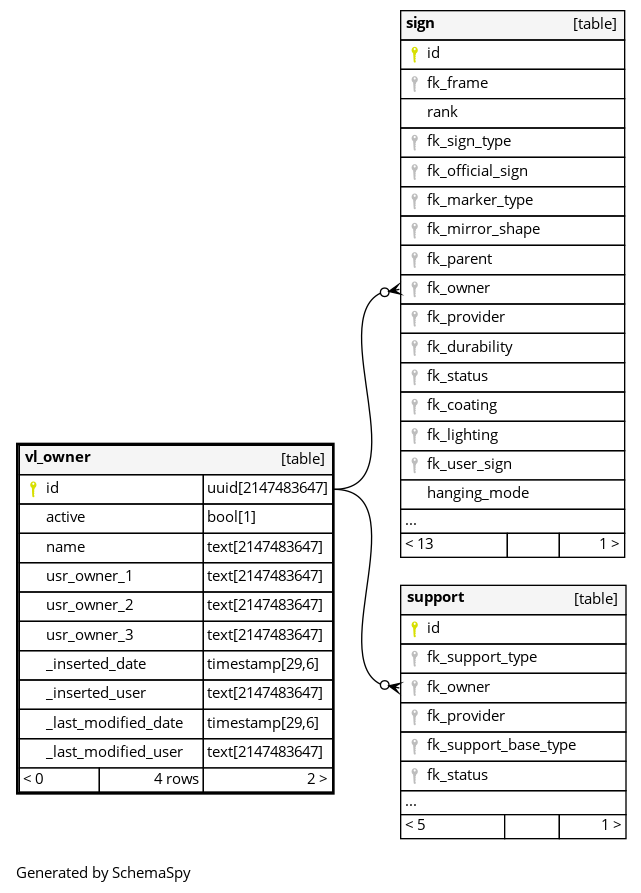 sign [table]
id
fk_frame
rank
fk_sign_type
fk_official_sign
fk_marker_type
fk_mirror_shape
fk_parent
fk_owner
fk_provider
fk_durability
fk_status
fk_coating
fk_lighting
fk_user_sign
hanging_mode
...
< 13 1 >
vl_owner [table]
id uuid[2147483647]
active bool[1]
name text[2147483647]
usr_owner_1 text[2147483647]
usr_owner_2 text[2147483647]
usr_owner_3 text[2147483647]
_inserted_date timestamp[29,6]
_inserted_user text[2147483647]
_last_modified_date timestamp[29,6]
_last_modified_user text[2147483647]
< 0 4 rows 2 >
support [table]
id
fk_support_type
fk_owner
fk_provider
fk_support_base_type
fk_status
...
< 5 1 >
Generated by SchemaSpy